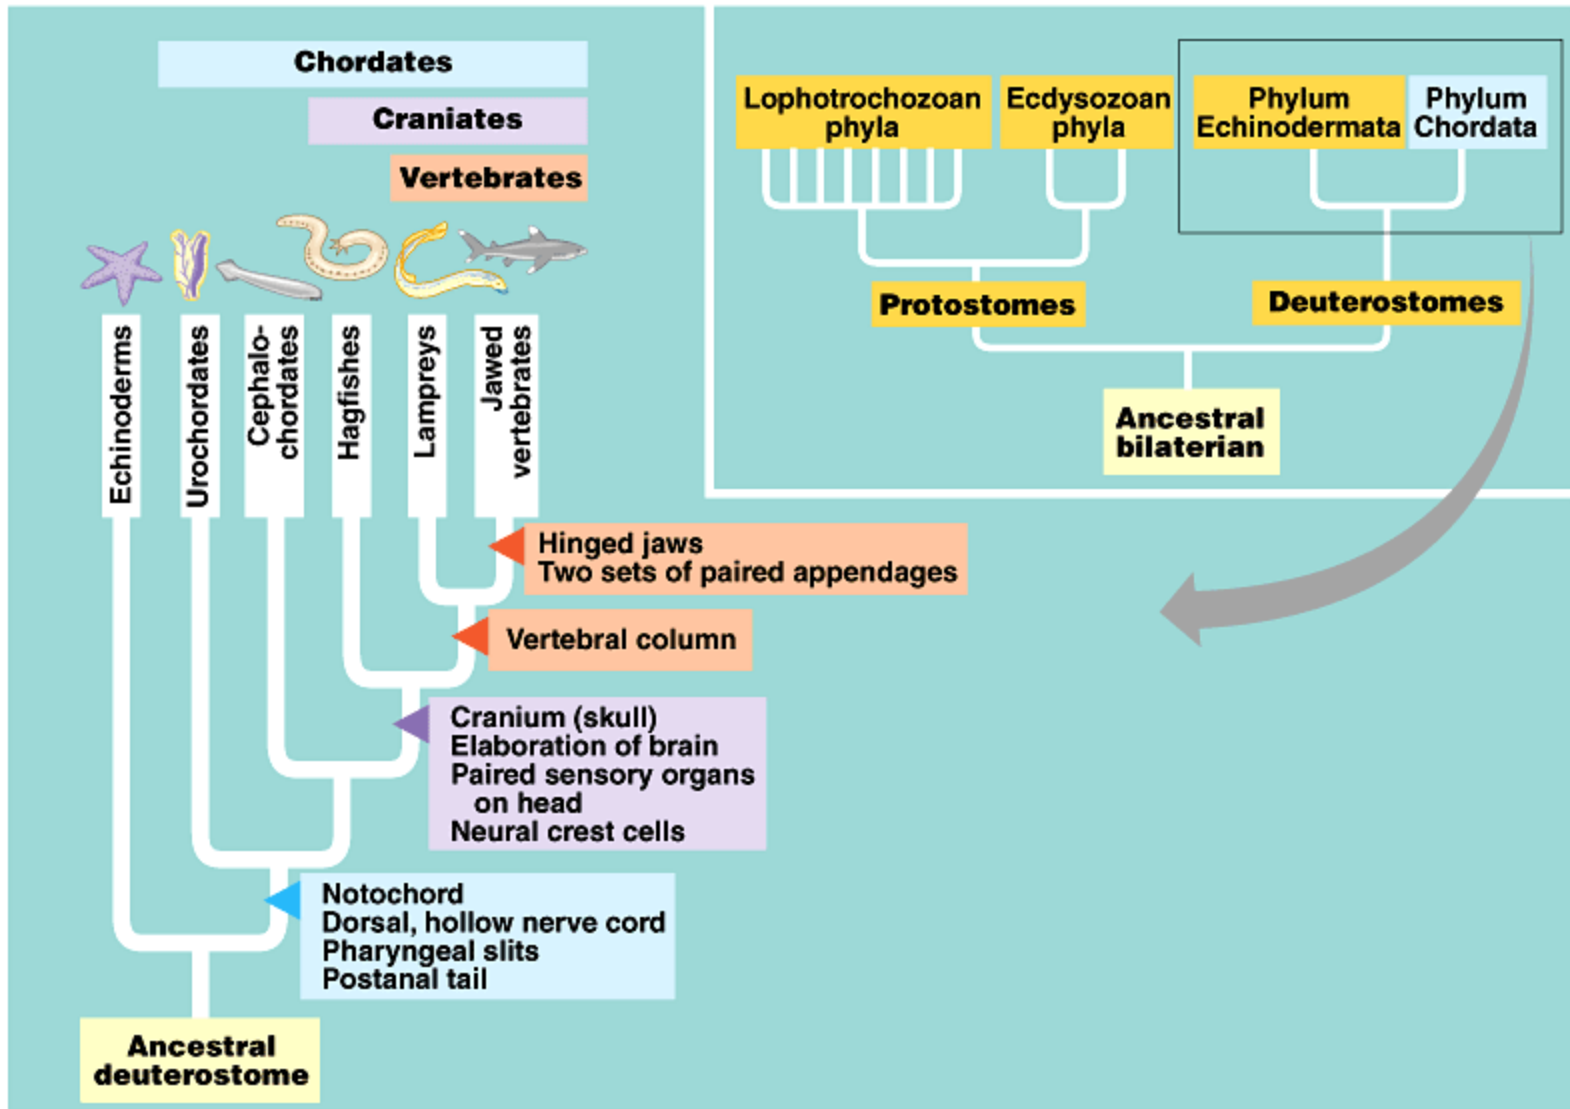 Chordates
Craniates
Vertebrates
Echinoderms
Urochordates
Cephalo-
chordates
Hagfishes
Lampreys
Jawed
vertebrates
Hinged jaws
Two sets of paired appendages
Vertebral column
Cranium (skull)
Elaboration of brain
Paired sensory organs
on head
Neural crest cells
Notochord
Dorsal, hollow nerve cord
Pharyngeal slits
Postanal tail
Ancestral
deuterostome
Lophotrochozoan
phyla
Ecdysozoan
phyla
Phylum
Echinodermata
Phylum
Chordata
Protostomes
Deuterostomes
Ancestral
bilaterian